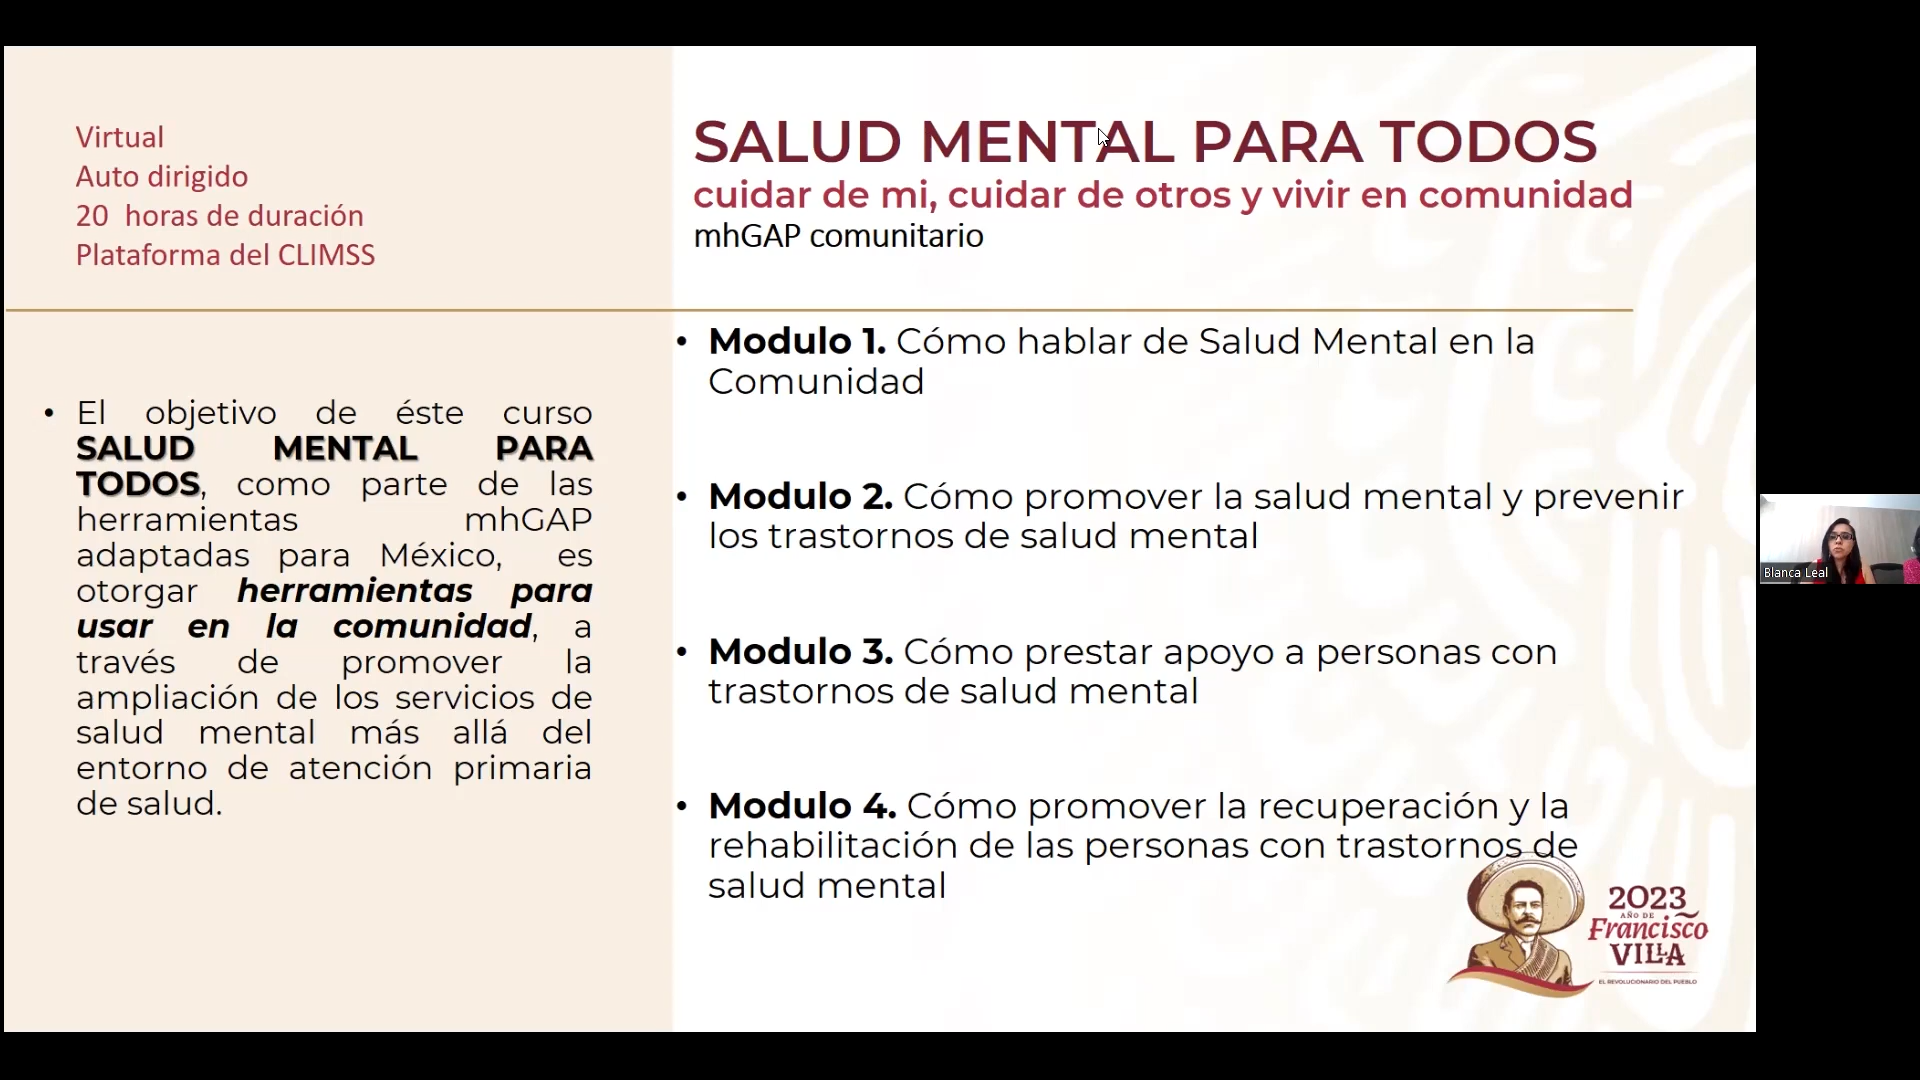 Virtual
Auto dirigido
20 horas de duración
Plataforma del CLIMSS
SALUD MENTAL PARA TODOS
cuidar de mi, cuidar de otros y vivir en comunidad
mhGAP comunitario
• El objetivo de éste curso
SALUD MENTAL PARA
TODOS, como parte de las
herramientas mhGAP
adaptadas para México, es
otorgar herramientas para
usar en la comunidad, a
través de promover la
ampliación de los servicios de
salud mental más allá del
entorno de atención primaria
de salud.
• Modulo 1. Cómo hablar de Salud Mental en la
Comunidad
• Modulo 2. Cómo promover la salud mental y prevenir
los trastornos de salud mental
• Modulo 3. Cómo prestar apoyo a personas con
trastornos de salud mental
• Modulo 4. Cómo promover la recuperación y la
rehabilitación de las personas con trastornos de
salud mental
2023
AÑO DE
Francisco
VILLA
EL REVOLUCIONARIO DEL PUEBLO
Blanca Leal